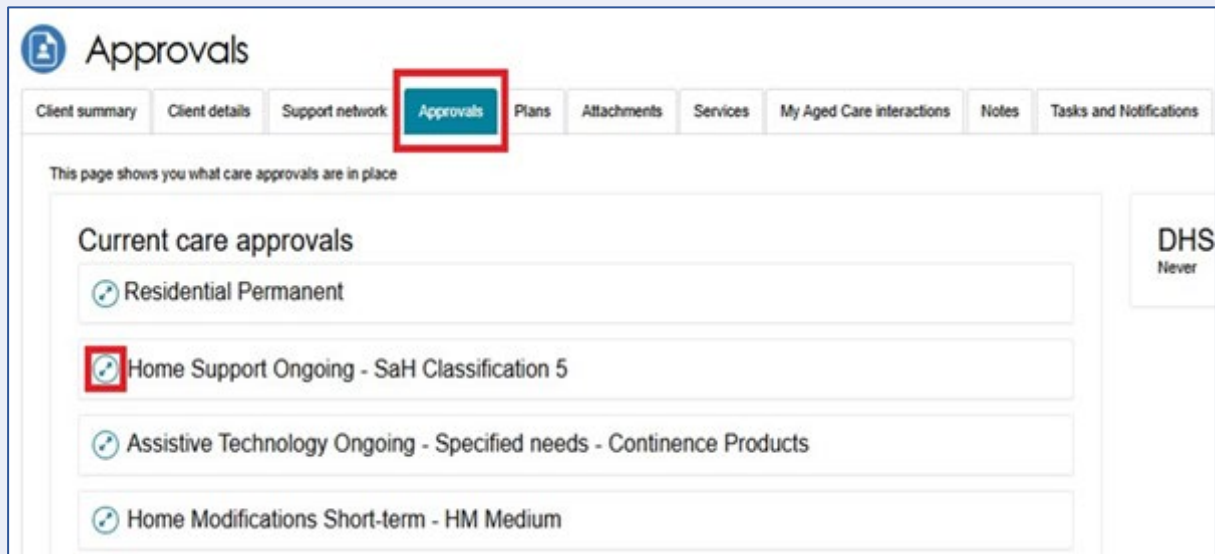 Approvals
Client summary Client details Support network Approvals Plans Attachments Services My Aged Care interactions Notes Tasks and Notifications
This page shows you what care approvals are in place
Current care approvals
Residential Permanent
Home Support Ongoing - SaH Classification 5
Assistive Technology Ongoing - Specified needs - Continence Products
Home Modifications Short-term - HM Medium
DHS
Never